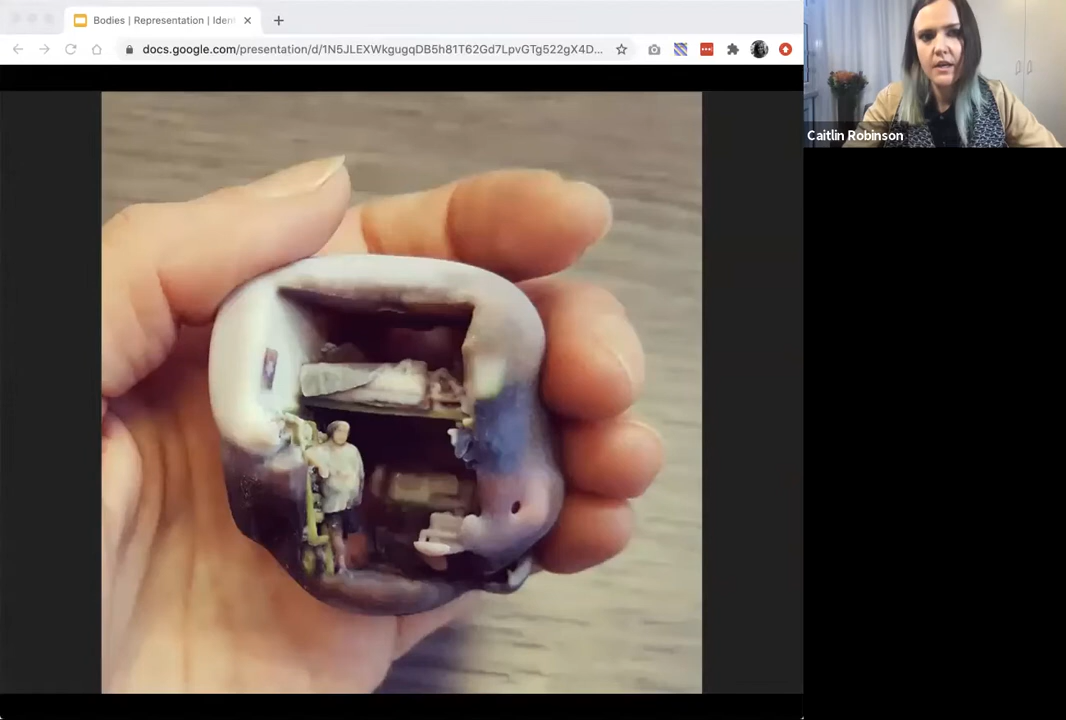 Bodies | Representation | Iden
docs.google.com/presentation/d/1N5JLEXWkgugqDB5h81T62Gd7LpvGTg522gX4D...
Caitlin Robinson